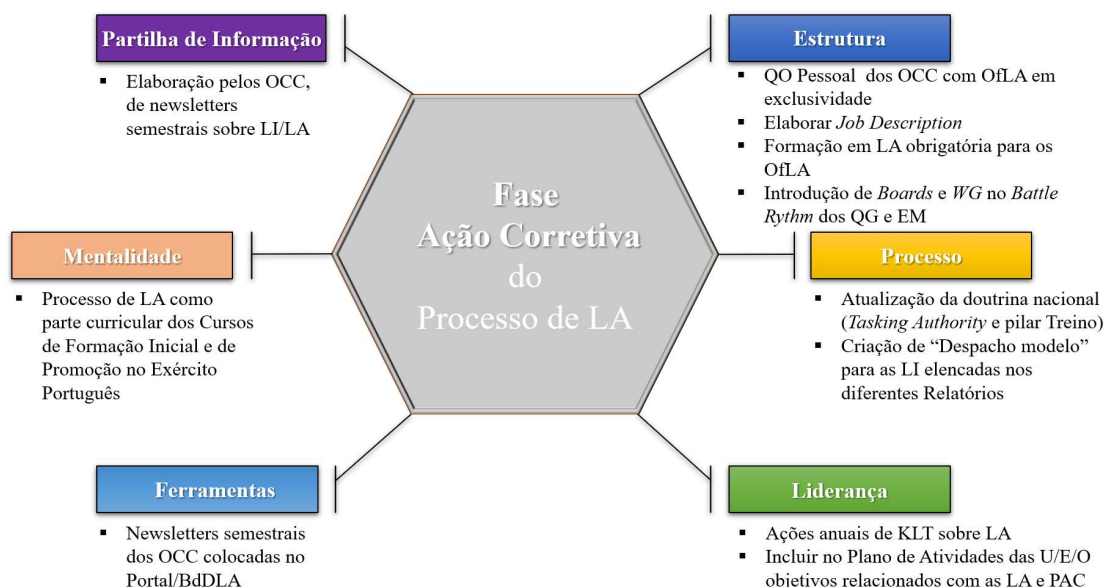 Partilha de Informação
▪ Elaboração pelos OCC,
de newsletters
semestrais sobre LI/LA
Estrutura
▪ QO Pessoal dos OCC com OfLA em
exclusividade
▪ Elaborar Job Description
▪ Formação em LA obrigatória para os
OfLA
▪ Introdução de Boards e WG no Battle
Rythm dos QG e EM
Fase
Ação Corretiva
do
Processo de LA
Mentalidade
▪ Processo de LA como
parte curricular dos Cursos
de Formação Inicial e de
Promoção no Exército
Português
Processo
▪ Atualização da doutrina nacional
(Tasking Authority e pilar Treino)
▪ Criação de “Despacho modelo”
para as LI elencadas nos
diferentes Relatórios
Ferramentas
▪ Newsletters semestrais
dos OCC colocadas no
Portal/BdDLA
Liderança
▪ Ações anuais de KLT sobre LA
▪ Incluir no Plano de Atividades das U/E/O
objetivos relacionados com as LA e PAC